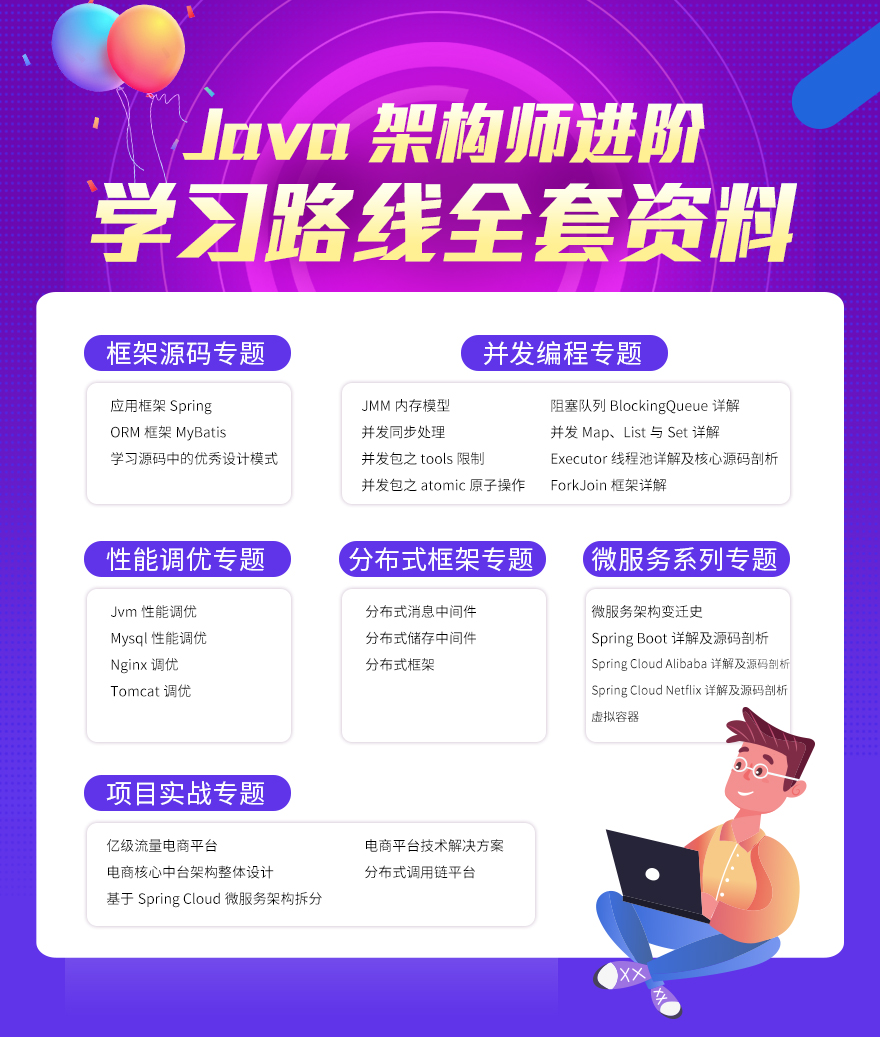 Java 架构师进阶
学习路线全套资料
框架源码专题
应用框架 Spring
ORM 框架 MyBatis
学习源码中的优秀设计模式
并发编程专题
JMM 内存模型
并发同步处理
并发包之 tools 限制
并发包之 atomic 原子操作
阻塞队列 BlockingQueue 详解
并发 Map、List 与 Set 详解
Executor 线程池详解及核心源码剖析
ForkJoin 框架详解
性能调优专题
Jvm 性能调优
Mysql 性能调优
Nginx 调优
Tomcat 调优
分布式框架专题
分布式消息中间件
分布式储存中间件
分布式框架
微服务系列专题
微服务架构变迁史
Spring Boot 详解及源码剖析
Spring Cloud Alibaba 详解及源码剖析
Spring Cloud Netflix 详解及源码剖析
虚拟容器
项目实战专题
亿级流量电商平台
电商核心中台架构整体设计
基于 Spring Cloud 微服务架构拆分
电商平台技术解决方案
分布式调用链平台